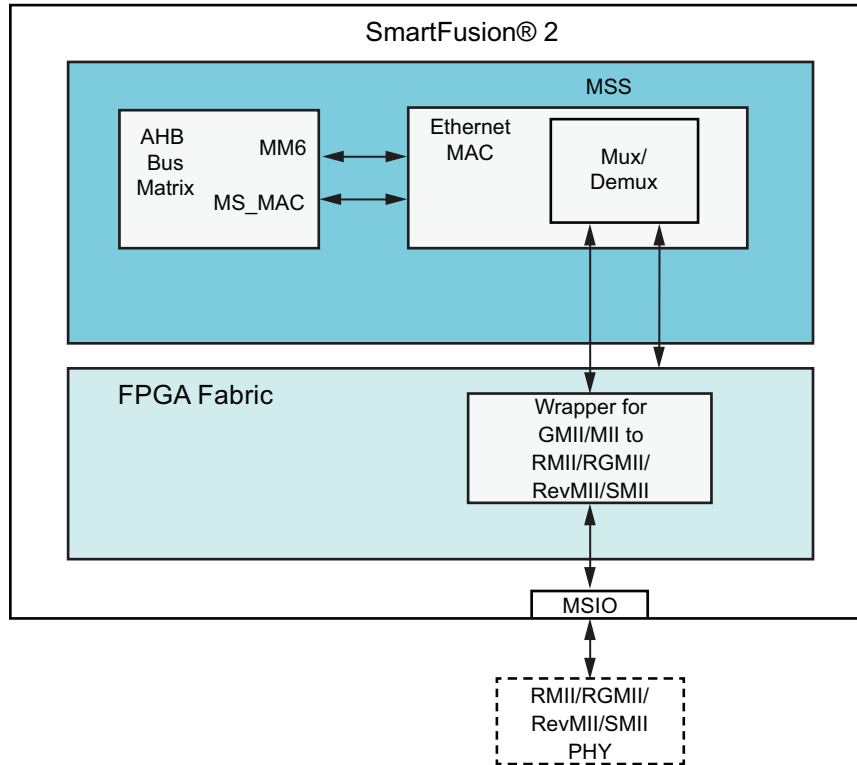 SmartFusion® 2
MSS
AHB
Bus
Matrix
MM6
MS_MAC
Ethernet
MAC
Mux/
Demux
FPGA Fabric
Wrapper for
GMII/MII to
RMII/RGMII/
RevMII/SMII
MSIO
RMII/RGMII/
RevMII/SMII
PHY